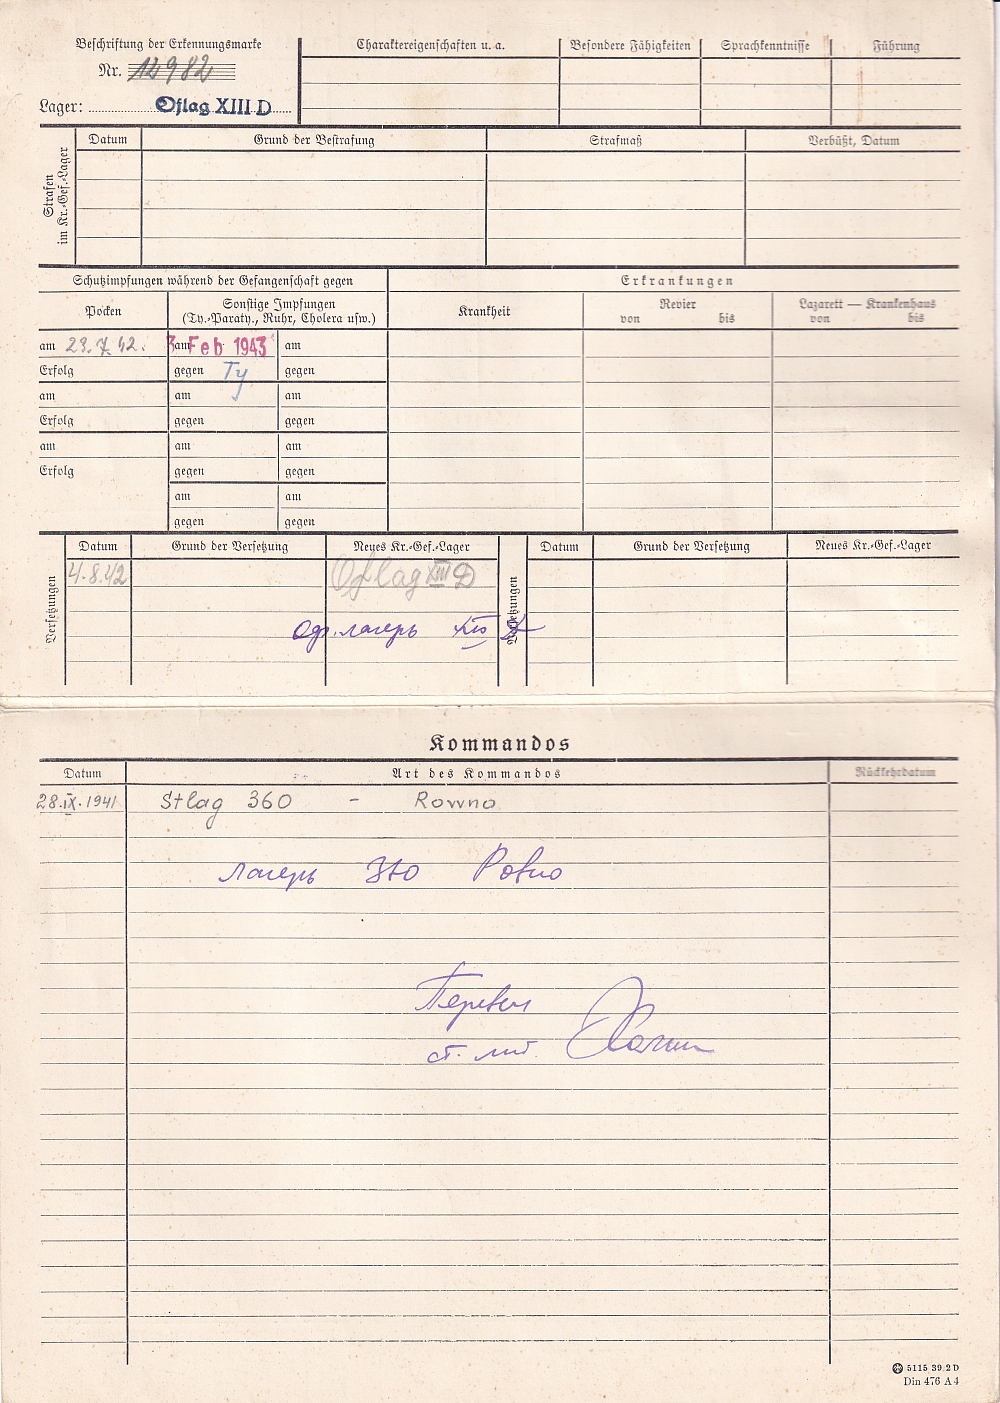 Beschriftung der Erkennungsmarke
Nr. 12982
Lager: Oflag XIII D
Charaktereigenschaften u. a.
Besondere Fähigkeiten
Sprachkenntnisse
Führung
Strafen im Kr.-Gef.-Lager
Datum
Grund der Bestrafung
Strafmaß
Verbüßt, Datum
Schutzimpfungen während der Gefangenschaft gegen
Erkrankungen
Pocken
Sonstige Impfungen
(Ty.-Paraty., Ruhr, Cholera usw.)
Krankheit
Revier
von bis
Lazarett — Krankenhaus
von bis
am 23.7.42. am 3 Feb 1943 am
Erfolg gegen Ty gegen
am am am
Erfolg gegen gegen
am am am
Erfolg gegen gegen
am am
gegen gegen
Versetzungen
Datum Grund der Versetzung Neues Kr.-Gef.-Lager
4.8.42 Oflag XIII D
Оф. лагерь XIII Д
Versetzungen
Datum Grund der Versetzung Neues Kr.-Gef.-Lager
Kommandos
Datum Art des Kommandos Rückkehrdatum
28.IX.1941 Stlag 360 - Rowno
лагерь 360 Ровно
Перевел
ст. лит.
5115 39 2 D
Din 476 A 4